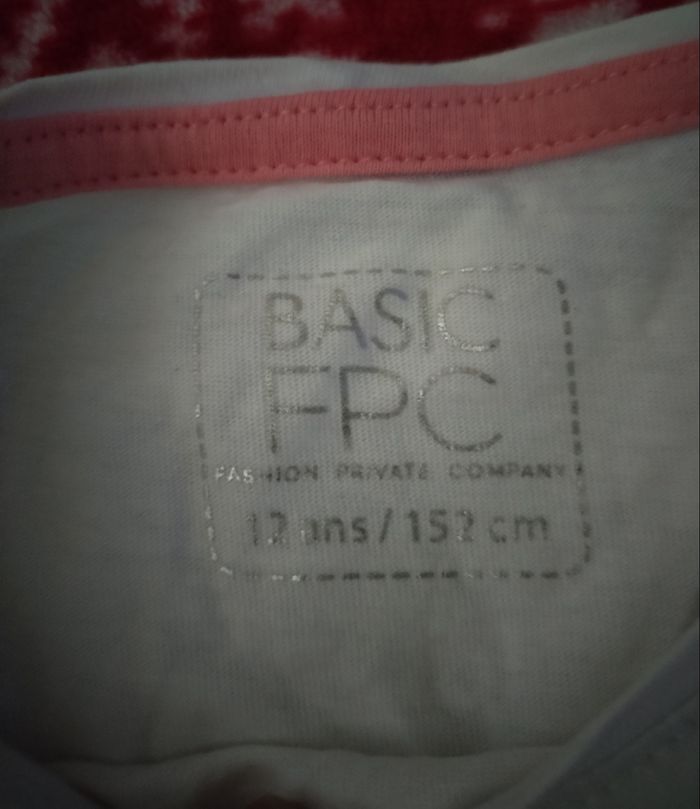 BASIC
FPC
FASHION PRIVATE COMPANY
12 ans / 152 cm